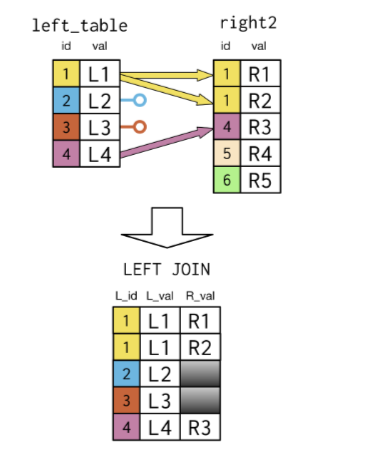 left_table right2
id val id val
1 L1 1 R1
2 L2 1 R2
3 L3 4 R3
4 L4 5 R4
6 R5
LEFT JOIN
L_id L_val R_val
1 L1 R1
1 L1 R2
2 L2
3 L3
4 L4 R3